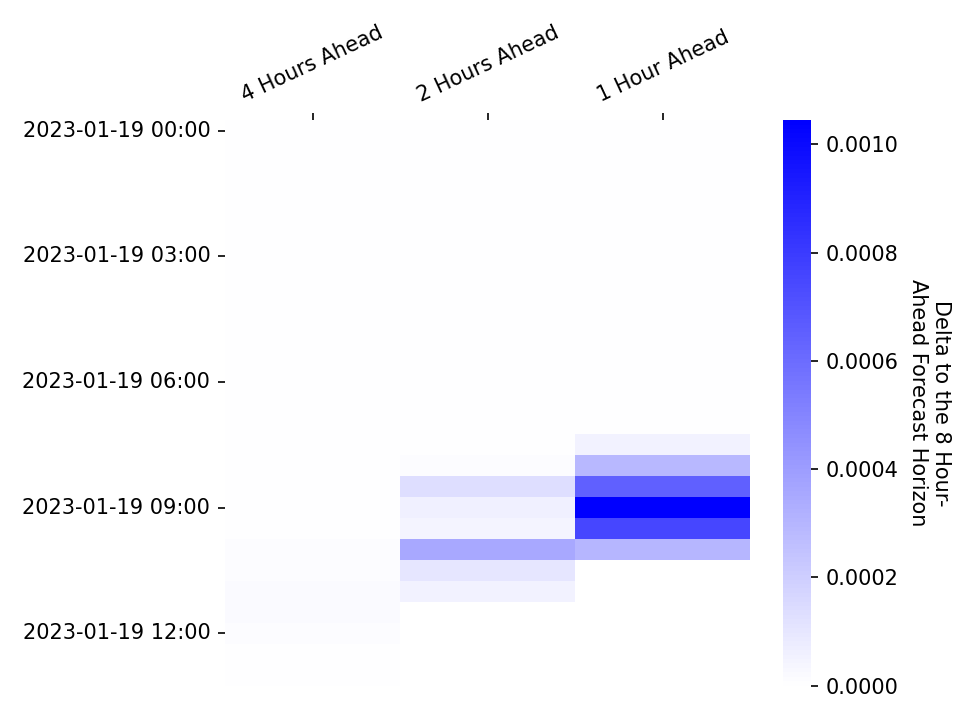 4 Hours Ahead
2 Hours Ahead
1 Hour Ahead
2023-01-19 00:00
2023-01-19 03:00
2023-01-19 06:00
2023-01-19 09:00
2023-01-19 12:00
0.0010
0.0008
0.0006
0.0004
0.0002
0.0000
Delta to the 8 Hour-
Ahead Forecast Horizon